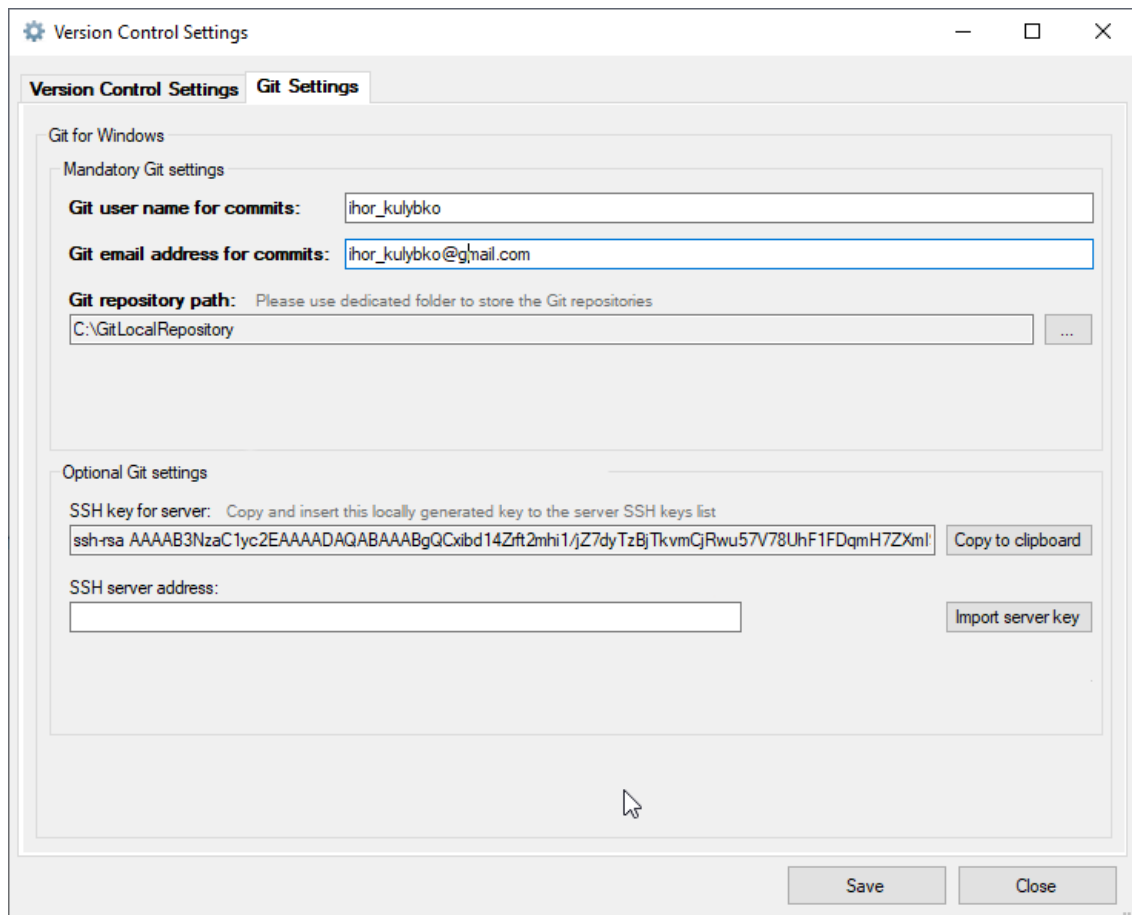 Version Control Settings
Version Control Settings Git Settings
Git for Windows
Mandatory Git settings
Git user name for commits: ihor_kulybko
Git email address for commits: ihor_kulybko@gmail.com
Git repository path: Please use dedicated folder to store the Git repositories
C:\GitLocalRepository ...
Optional Git settings
SSH key for server: Copy and insert this locally generated key to the server SSH keys list
ssh-rsa AAAAB3NzaC1yc2EAAAADAQABAAABgQCxibd14Zrft2mhi1/jZ7dyTzBjTkvmCjRwu57V78UhF1FDqmH7ZXmI Copy to clipboard
SSH server address:
Import server key
Save Close